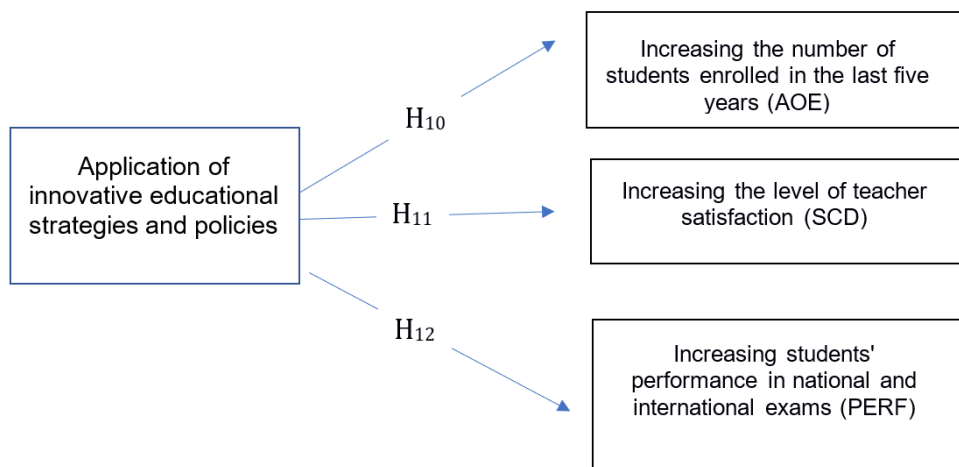 Application of
innovative educational
strategies and policies
H₁₀
H₁₁
H₁₂
Increasing the number of
students enrolled in the last five
years (AOE)
Increasing the level of teacher
satisfaction (SCD)
Increasing students'
performance in national and
international exams (PERF)